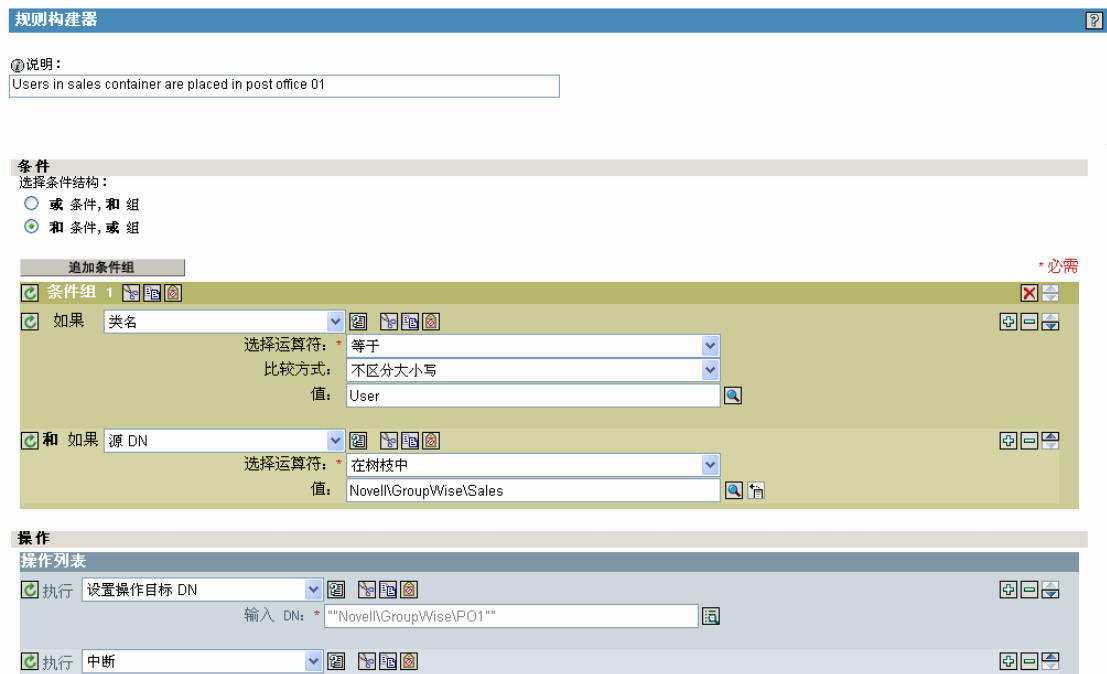 规则构建器
说明：
Users in sales container are placed in post office 01
条件
选择条件结构：
或 条件, 和 组
和 条件, 或 组
追加条件组
*必需
条件组 1
如果 类名
选择运算符：* 等于
比较方式： 不区分大小写
值： User
和 如果 源 DN
选择运算符：* 在树枝中
值： Novell\GroupWise\Sales
操作
操作列表
执行 设置操作目标 DN
输入 DN：* ""Novell\GroupWise\PO1""
执行 中断